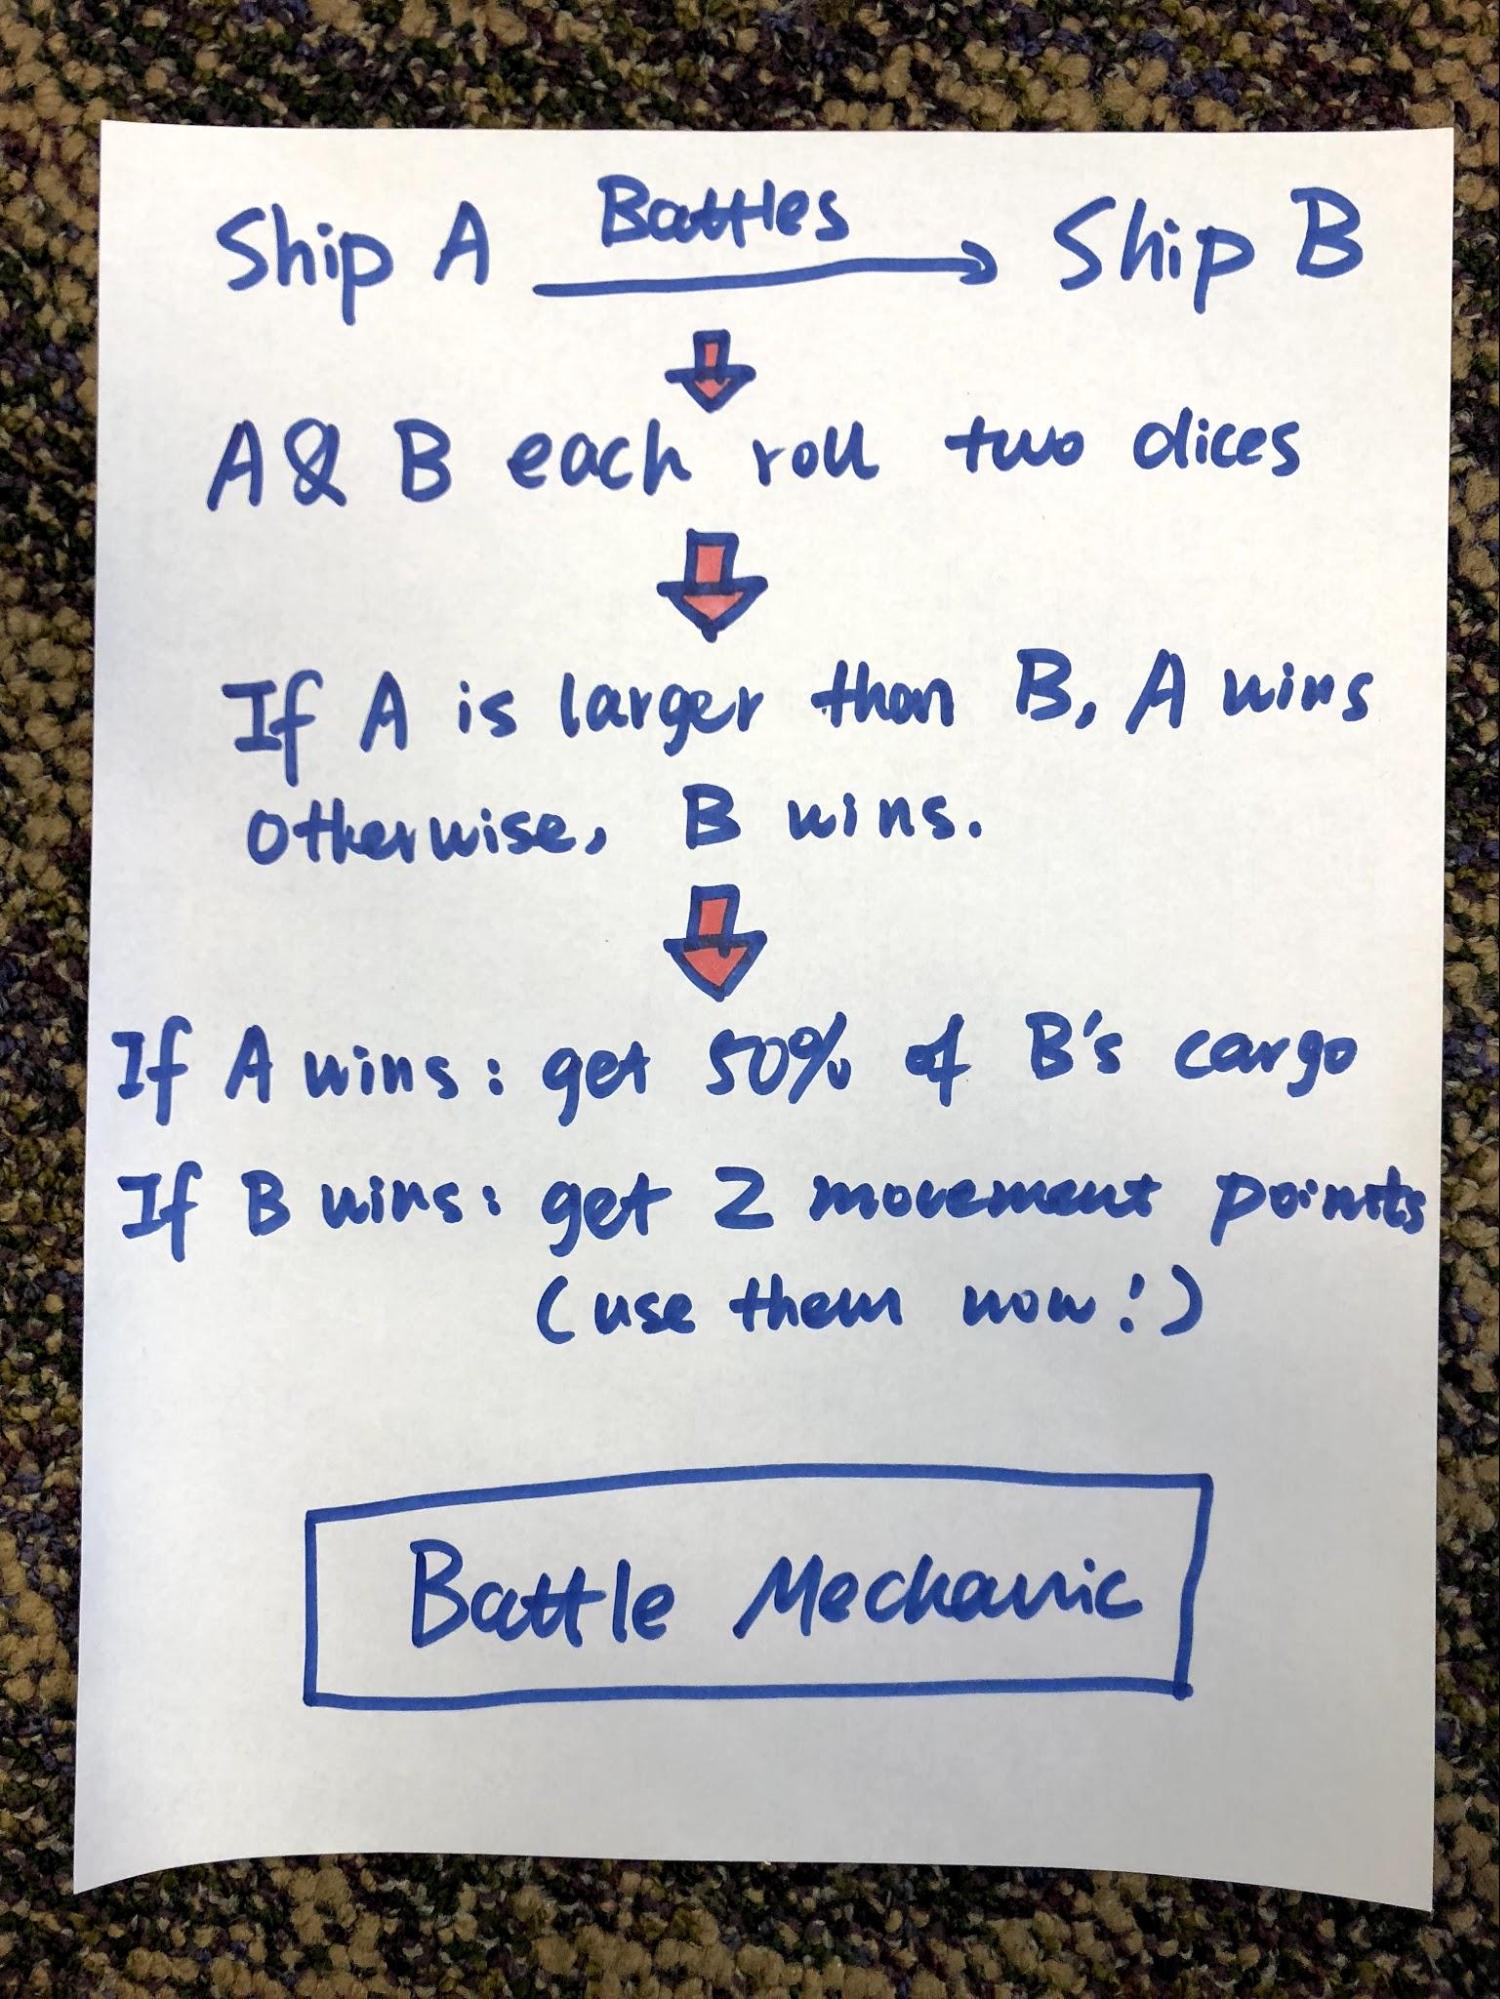 Ship A Battles Ship B
A & B each roll two dices
If A is larger than B, A wins
otherwise, B wins.
If A wins: get 50% of B's cargo
If B wins: get 2 movement points
(use them now!)
Battle Mechanic